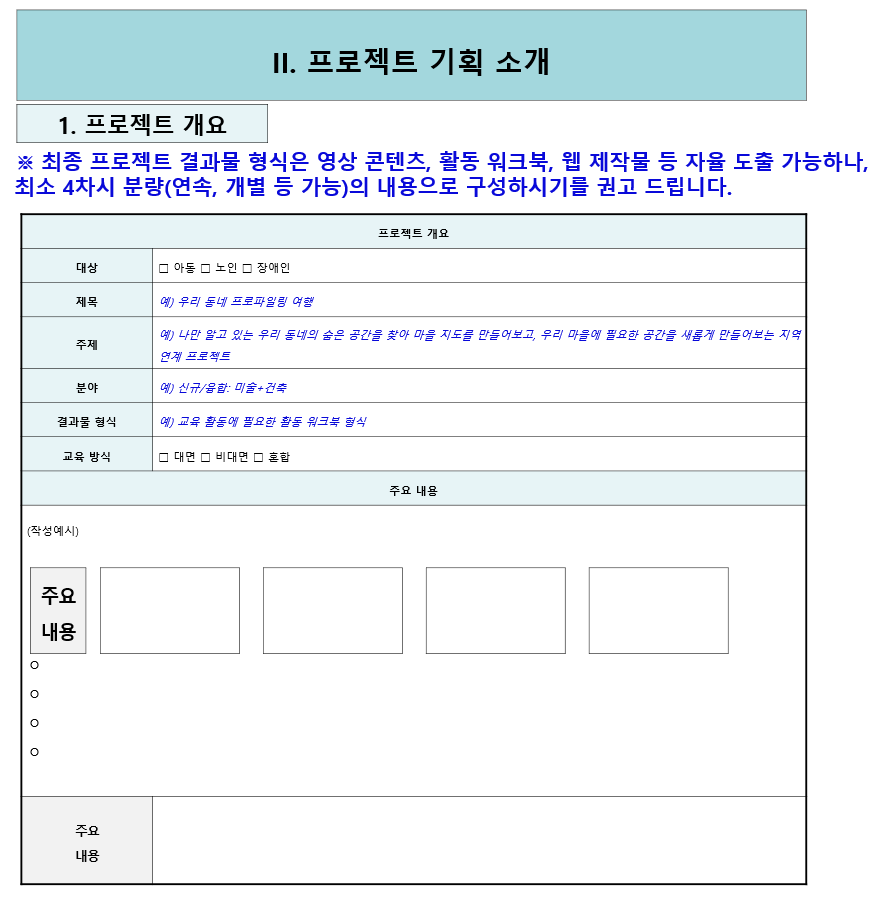 II. 프로젝트 기획 소개
1. 프로젝트 개요
※ 최종 프로젝트 결과물 형식은 영상 콘텐츠, 활동 워크북, 웹 제작물 등 자율 도출 가능하나,
최소 4차시 분량(연속, 개별 등 가능)의 내용으로 구성하시기를 권고 드립니다.
프로젝트 개요
대상
□ 아동 □ 노인 □ 장애인
제목
예) 우리 동네 프로파일링 여행
주제
예) 나만 알고 있는 우리 동네의 숨은 공간을 찾아 마을 지도를 만들어보고, 우리 마을에 필요한 공간을 새롭게 만들어보는 지역
연계 프로젝트
분야
예) 신규/융합: 미술+건축
결과물 형식
예) 교육 활동에 필요한 활동 워크북 형식
교육 방식
□ 대면 □ 비대면 □ 혼합
주요 내용
(작성예시)
주요
내용
ㅇ
ㅇ
ㅇ
ㅇ
주요
내용